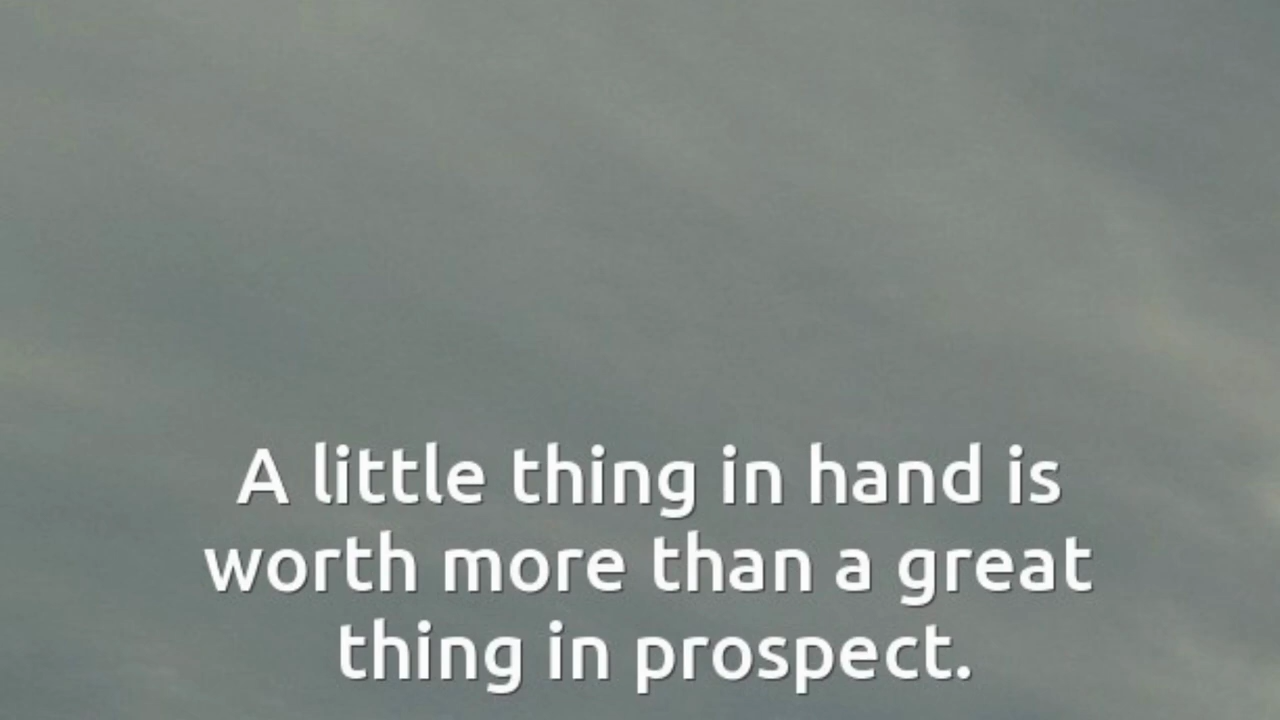 A little thing in hand is
worth more than a great
thing in prospect.